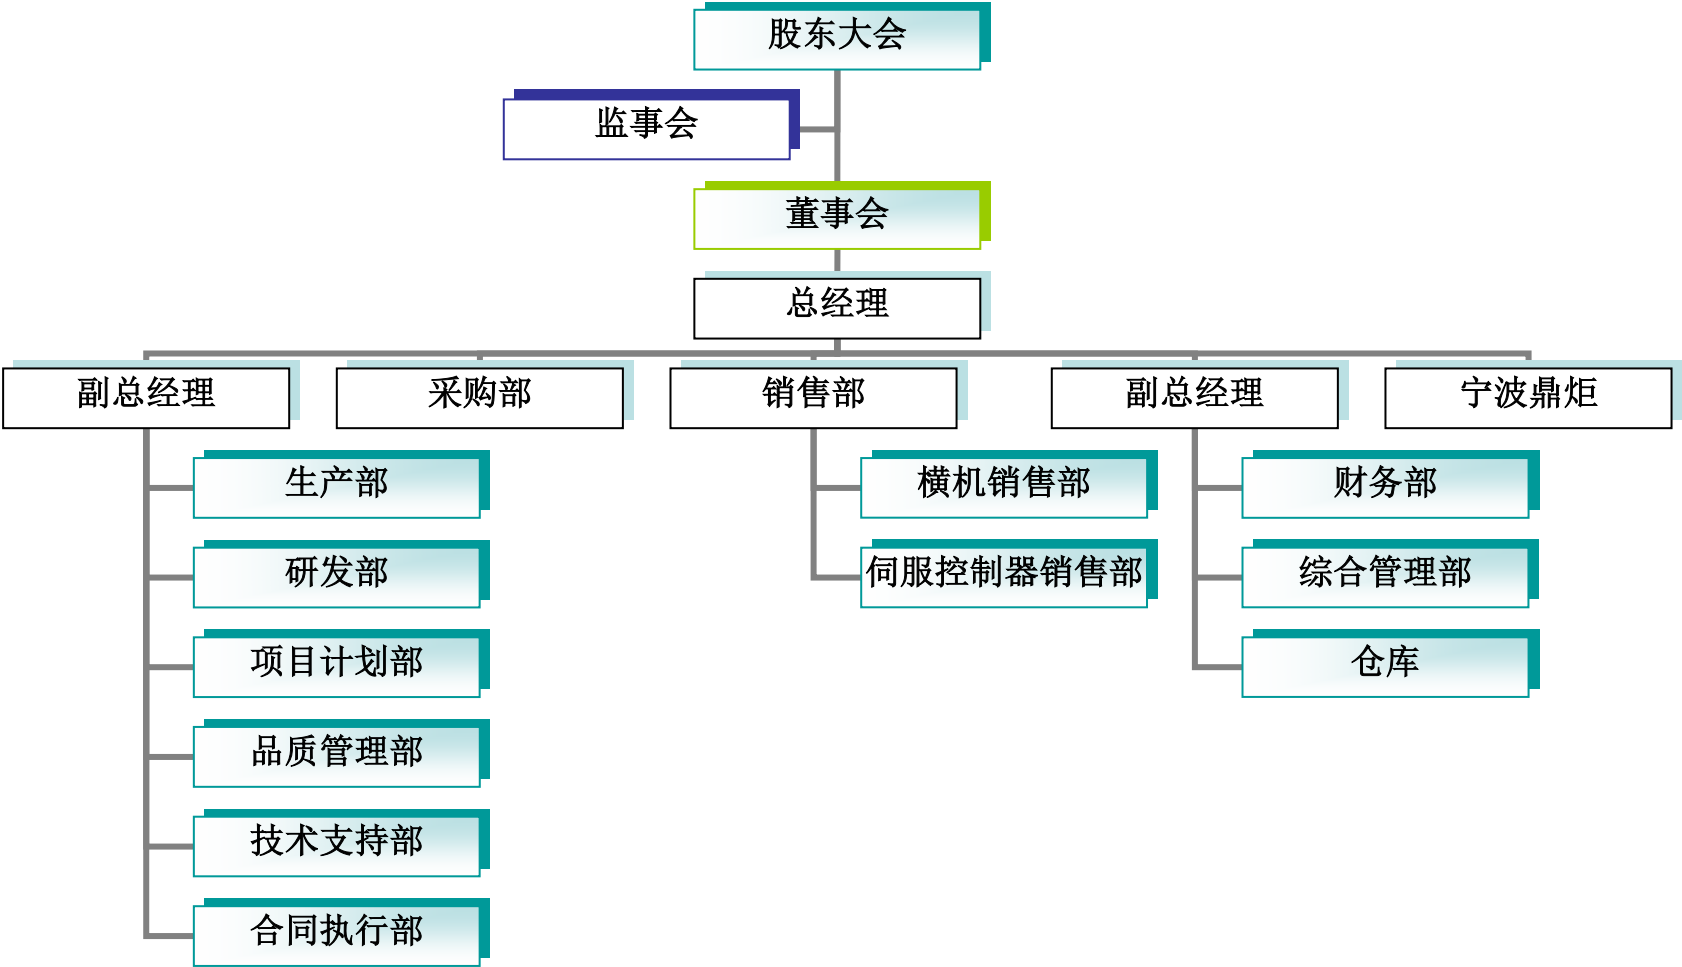 股东大会
监事会
董事会
总经理
副总经理
采购部
销售部
副总经理
宁波鼎炬
生产部
研发部
项目计划部
品质管理部
技术支持部
合同执行部
横机销售部
伺服控制器销售部
财务部
综合管理部
仓库